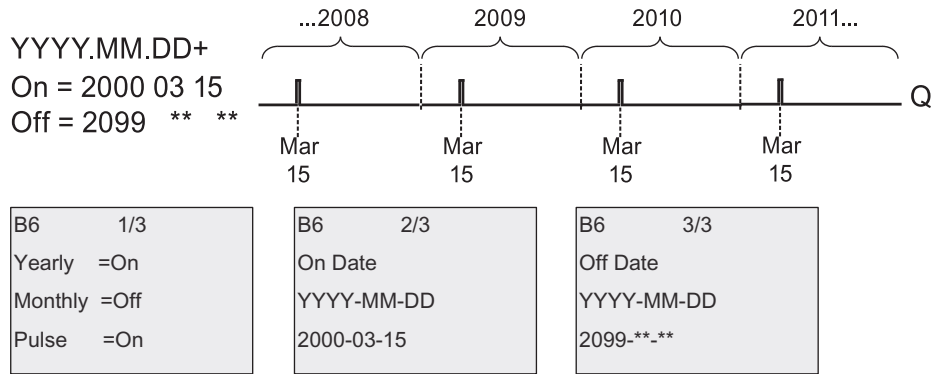 ...2008 2009 2010 2011...
YYYY.MM.DD+
On = 2000 03 15
Off = 2099 ** **
Q
Mar Mar Mar Mar
15 15 15 15
B6 1/3
Yearly =On
Monthly =Off
Pulse =On
B6 2/3
On Date
YYYY-MM-DD
2000-03-15
B6 3/3
Off Date
YYYY-MM-DD
2099-**-**